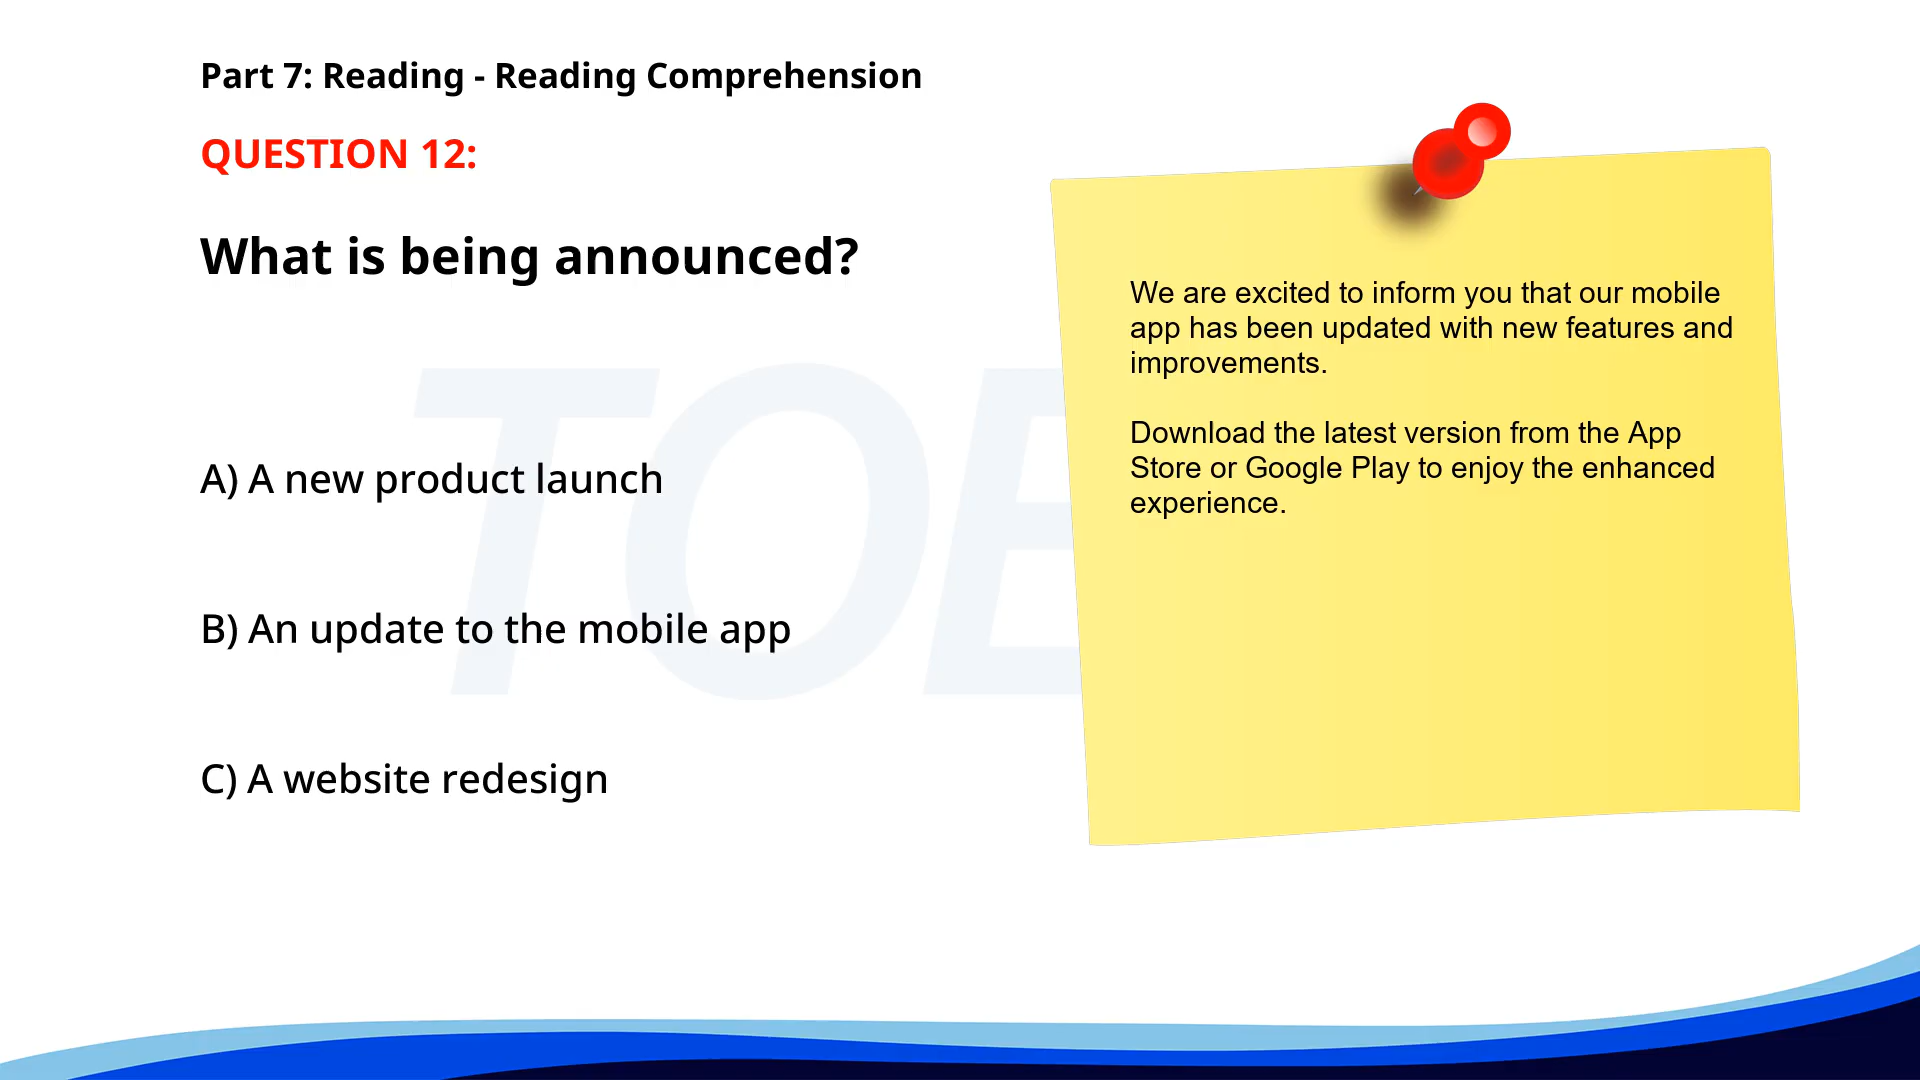 Part 7: Reading - Reading Comprehension
QUESTION 12:
What is being announced?
A) A new product launch
B) An update to the mobile app
C) A website redesign
We are excited to inform you that our mobile
app has been updated with new features and
improvements.
Download the latest version from the App
Store or Google Play to enjoy the enhanced
experience.
TOE